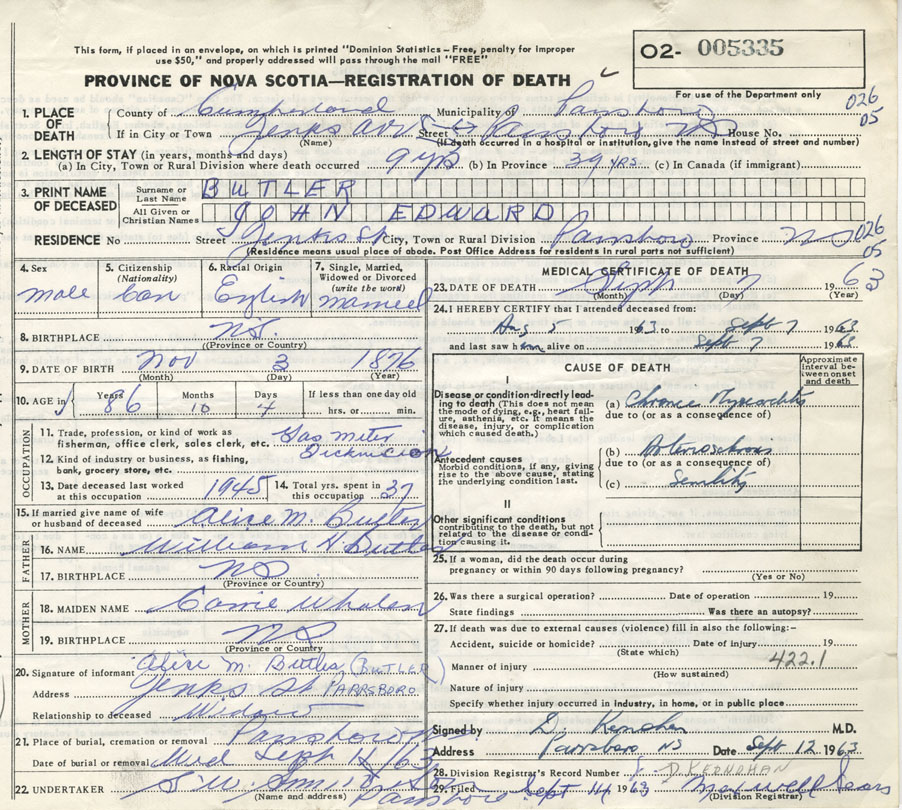 This form, if placed in an envelope, on which is printed "Dominion Statistics – Free, penalty for improper
use $50," and properly addressed will pass through the mail "FREE"
O2- 005335
PROVINCE OF NOVA SCOTIA—REGISTRATION OF DEATH
For use of the Department only
026
05
1. PLACE OF DEATH
County of Cumberland Municipality of Parrsboro
If in City or Town Jenks Ave Street Parrsboro NS House No.
(Name) (If death occurred in a hospital or institution, give the name instead of street and number)
2. LENGTH OF STAY (in years, months and days)
(a) In City, Town or Rural Division where death occurred 9 yrs (b) In Province 39 yrs (c) In Canada (if immigrant)
3. PRINT NAME OF DECEASED
Surname or Last Name BUTLER
All Given or Christian Names JOHN EDWARD
026
05
RESIDENCE No Street Jenks St City, Town or Rural Division Parrsboro Province NS
(Residence means usual place of abode. Post Office Address for residents in rural parts not sufficient)
4. Sex
male
5. Citizenship
(Nationality)
Can
6. Racial Origin
English
7. Single, Married,
Widowed or Divorced
(write the word)
married
8. BIRTHPLACE N.S.
(Province or Country)
9. DATE OF BIRTH Nov 3 1876
(Month) (Day) (Year)
10. AGE in Years 86 Months 10 Days 4 If less than one day old
hrs. or min.
OCCUPATION
11. Trade, profession, or kind of work as
fisherman, office clerk, sales clerk, etc. Gas meter Technician
12. Kind of industry or business, as fishing,
bank, grocery store, etc.
13. Date deceased last worked
at this occupation 1945
14. Total yrs. spent in
this occupation 37
15. If married give name of wife
or husband of deceased Alice M. Butler
FATHER
16. NAME William H Butler
17. BIRTHPLACE NS
(Province or Country)
MOTHER
18. MAIDEN NAME Carrie Whalen
19. BIRTHPLACE NS
(Province or Country)
20. Signature of informant Alice M. Butler (BUTLER)
Address Jenks St PARRSBORO
Relationship to deceased Widow
21. Place of burial, cremation or removal Parrsboro
Date of burial or removal Sept /63
22. UNDERTAKER Smith Parrsboro
(Name and address)
MEDICAL CERTIFICATE OF DEATH
23. DATE OF DEATH Sept 7 1963
(Month) (Day) (Year)
24. I HEREBY CERTIFY that I attended deceased from:
Aug 5 1963 to Sept 7 1963
and last saw him alive on Sept 7 1963
CAUSE OF DEATH
Approximate interval between onset and death
I
Disease or condition directly leading to death (This does not mean
the mode of dying, e.g., heart failure, asthenia, etc. It means the
disease, injury, or complication
which caused death.)
(a) Chronic Myocarditis
due to (or as a consequence of)
Antecedent causes
Morbid conditions, if any, giving
rise to the above cause, stating
the underlying condition last.
(b)
due to (or as a consequence of)
(c) Senility
II
Other significant conditions
contributing to the death, but not
related to the disease or condition causing it.
25. If a woman, did the death occur during
pregnancy or within 90 days following pregnancy?
(Yes or No)
26. Was there a surgical operation? Date of operation 19
State findings Was there an autopsy?
27. If death was due to external causes (violence) fill in also the following:-
Accident, suicide or homicide? Date of injury 19
(State which)
Manner of injury 422.1
(How sustained)
Nature of injury
Specify whether injury occurred in industry, in home, or in public place
Signed by D. Kernohan M.D.
Address Parrsboro NS Date Sept 12 1963
28. Division Registrar's Record Number
D. KERNOHAN
29. Filed Sept 14 1963 Maxwell
(Division Registrar)